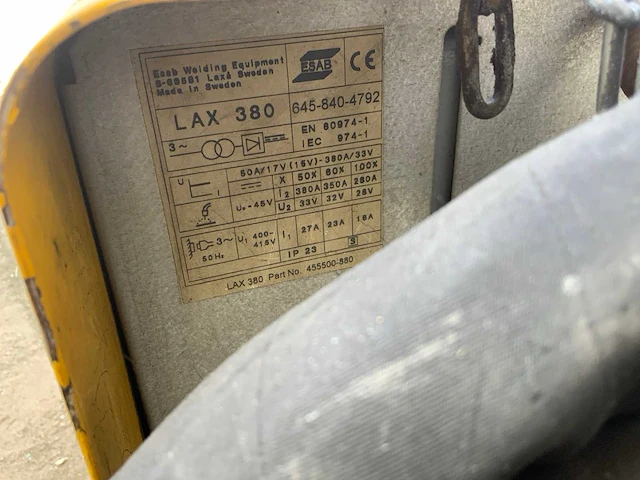 Esab Welding Equipment
S-69581 Laxå Sweden
Made in Sweden
ESAB
CE
LAX 380
645-840-4792
3~
EN 60974-1
IEC 974-1
50A/17V (16V)-380A/33V
X 50% 60% 100%
U I
U₀=45V
I₂ 380A 350A 280A
U₂ 33V 32V 28V
3~
50Hz
U₁ 400-
415V
I₁ 27A 23A 18A
IP 23
S
LAX 380 Part No. 455500-880